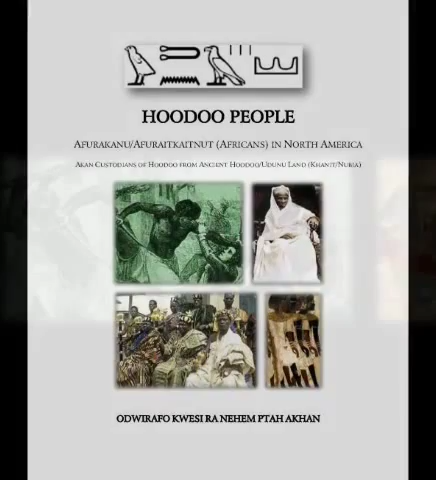 HOODOO PEOPLE
AFURAKANU/AFURAITKAITNUT (AFRICANS) IN NORTH AMERICA
AKAN CUSTODIANS OF HOODOO FROM ANCIENT HOODOO/UDUNU LAND (KHANIT/NUBIA)
ODWIRAFO KWESI RA NEHEM PTAH AKHAN